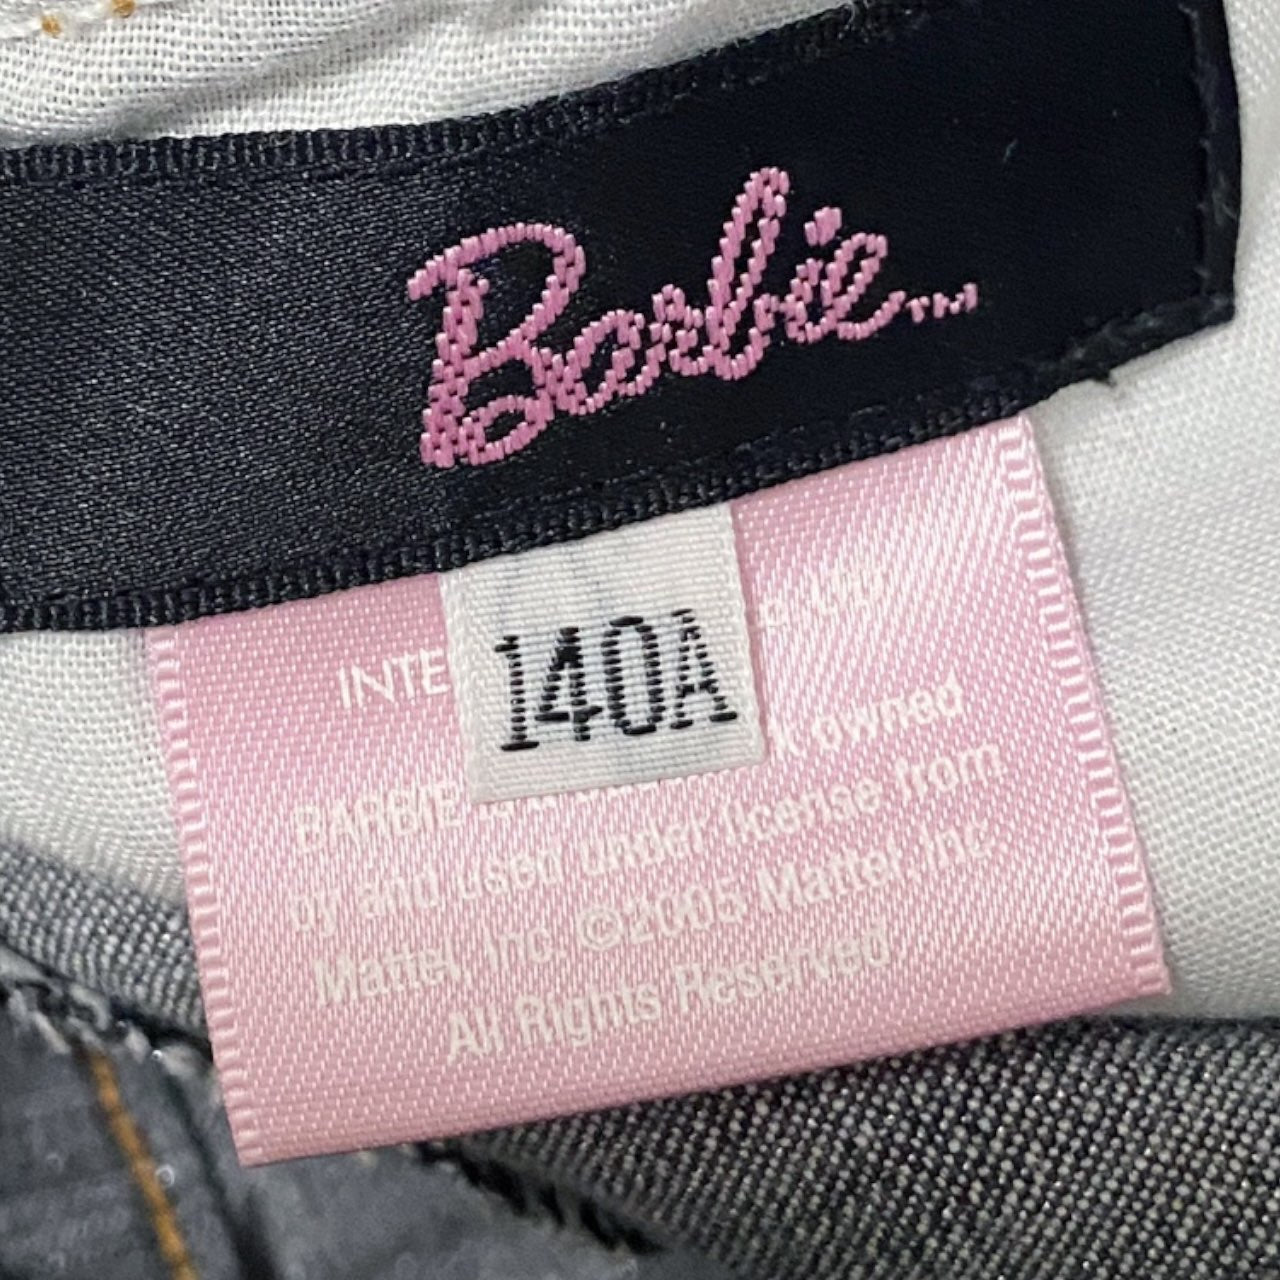 Barbie™
140A
INTE
BARBIE
owned
by and used under license from
Mattel, Inc. ©2005 Mattel, Inc.
All Rights Reserved